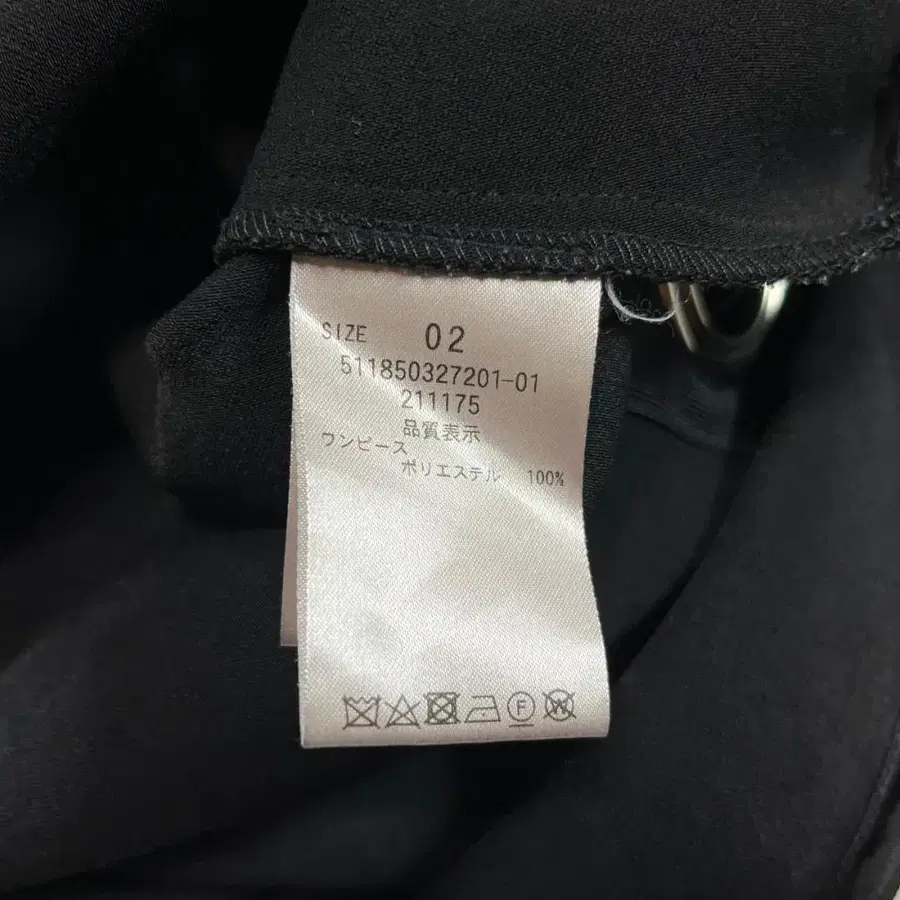 SIZE 02
511850327201-01
211175
品質表示
ワンピース
ポリエステル 100%
F W